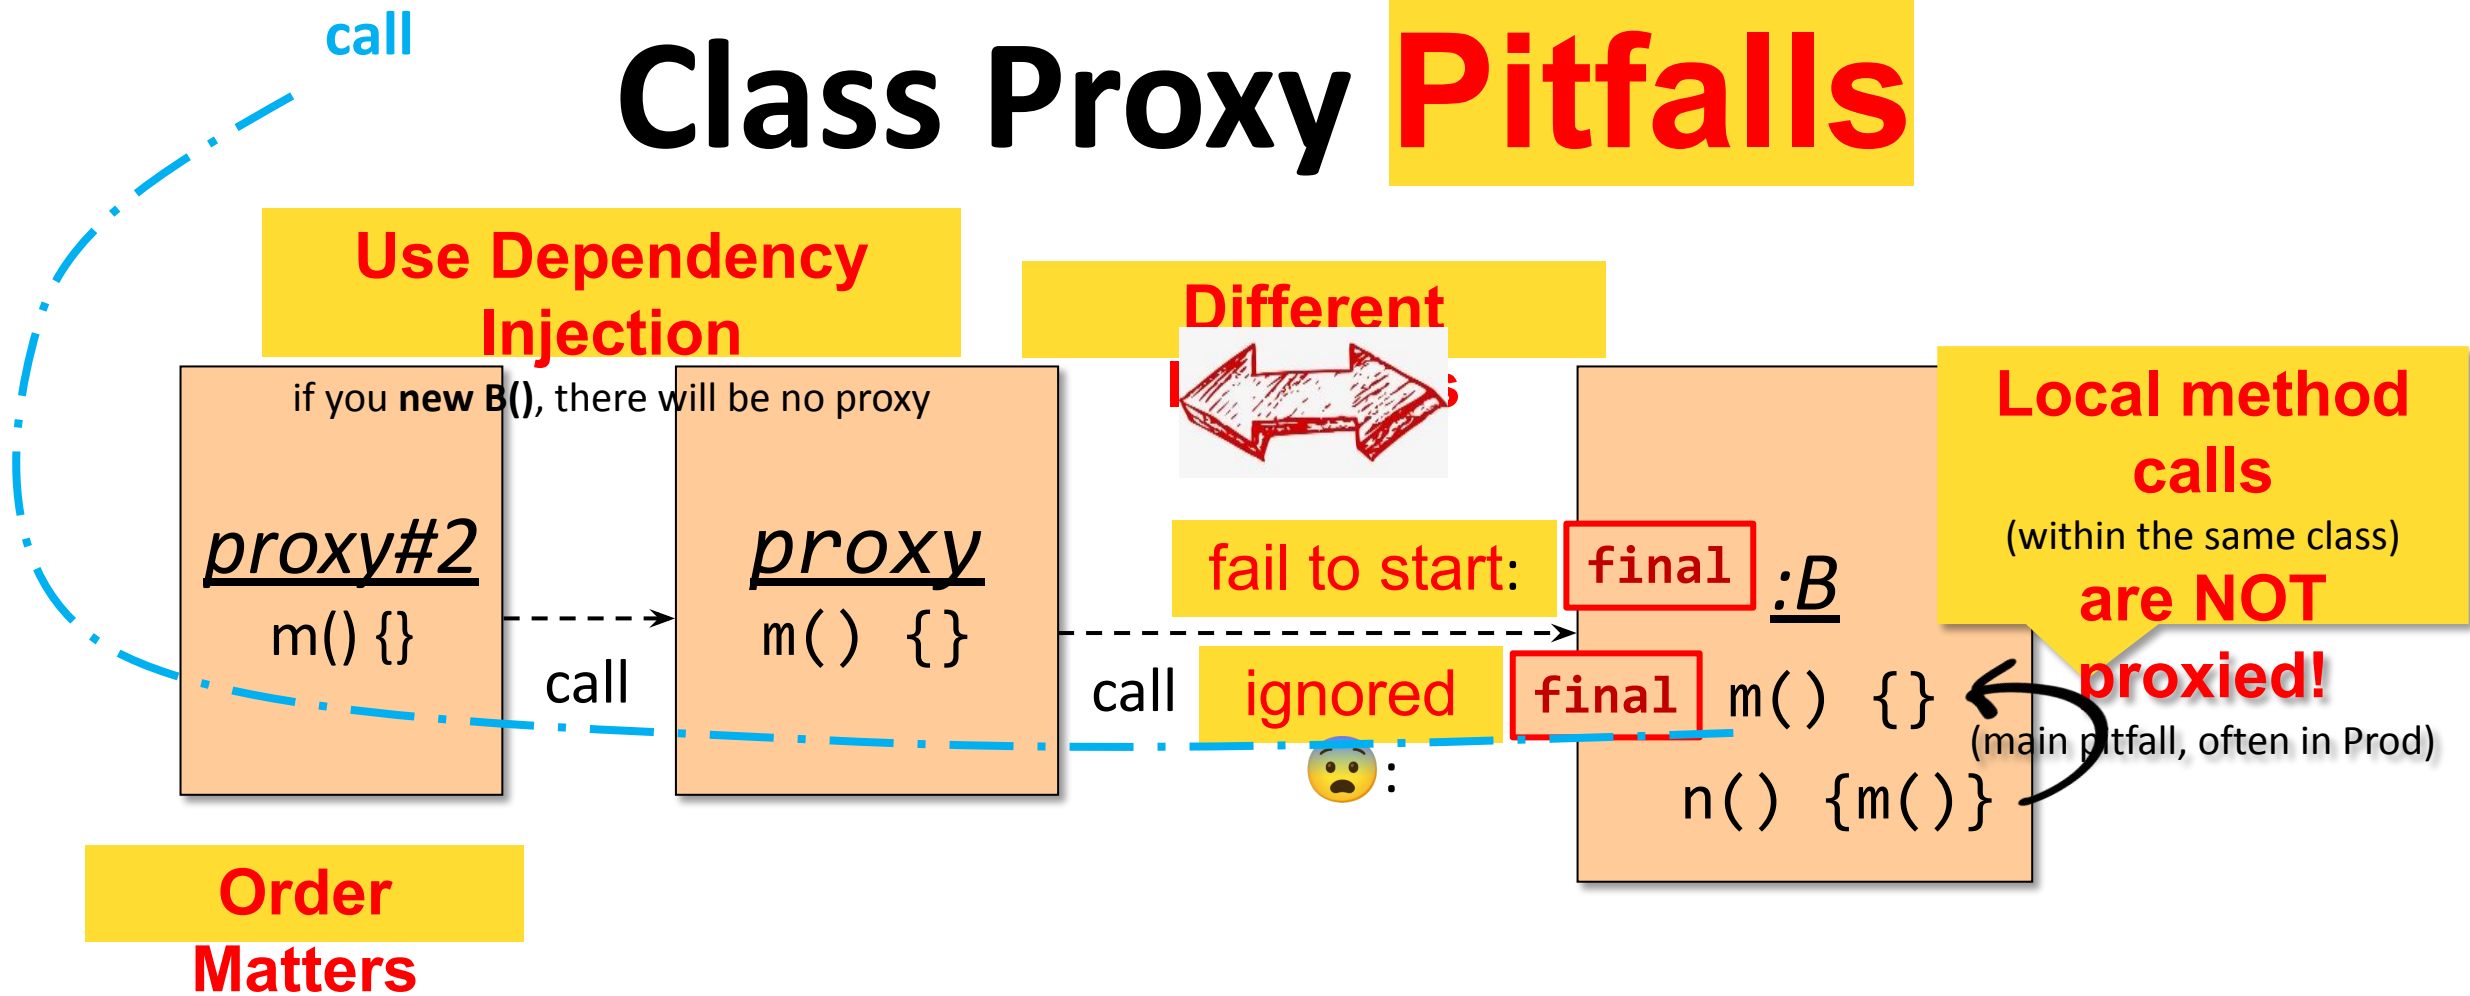 call
Class Proxy Pitfalls
Use Dependency
Injection
if you new B(), there will be no proxy
Different
Local method
calls
(within the same class)
are NOT
proxied!
(main pitfall, often in Prod)
proxy#2
m() {}
call
proxy
m() {}
call
fail to start:
final
:B
ignored
😨:
final
m() {}
n() {m()}
Order
Matters